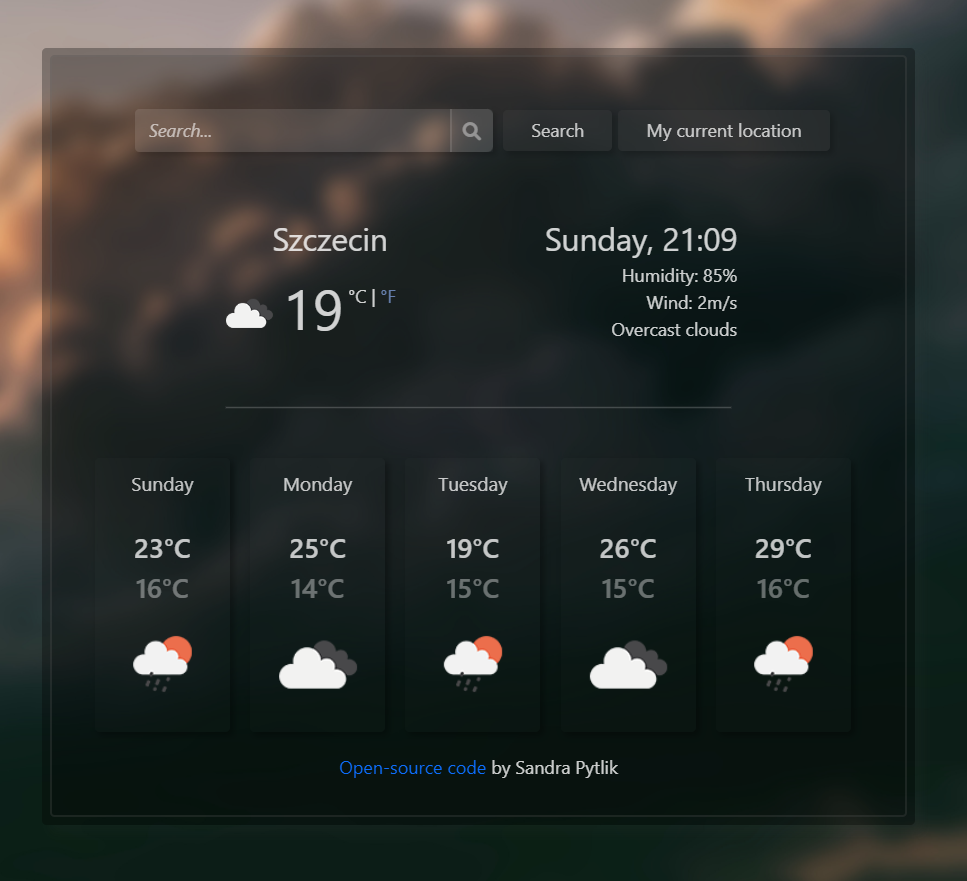 Search...
Search
My current location
Szczecin
19 °C | °F
Sunday, 21:09
Humidity: 85%
Wind: 2m/s
Overcast clouds
Sunday
23°C
16°C
Monday
25°C
14°C
Tuesday
19°C
15°C
Wednesday
26°C
15°C
Thursday
29°C
16°C
Open-source code by Sandra Pytlik